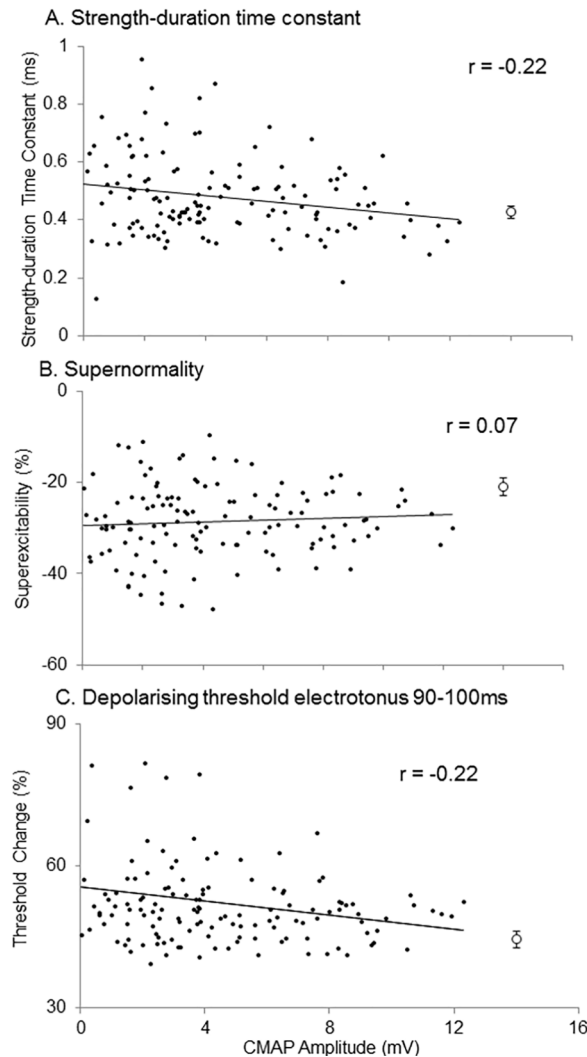 A. Strength-duration time constant
1
r = -0.22
0.8
0.6
0.4
0.2
0
Strength-duration Time Constant (ms)
B. Supernormality
0
r = 0.07
-20
-40
-60
Superexcitability (%)
C. Depolarising threshold electrotonus 90-100ms
90
r = -0.22
60
30
Threshold Change (%)
0 4 8 12 16
CMAP Amplitude (mV)